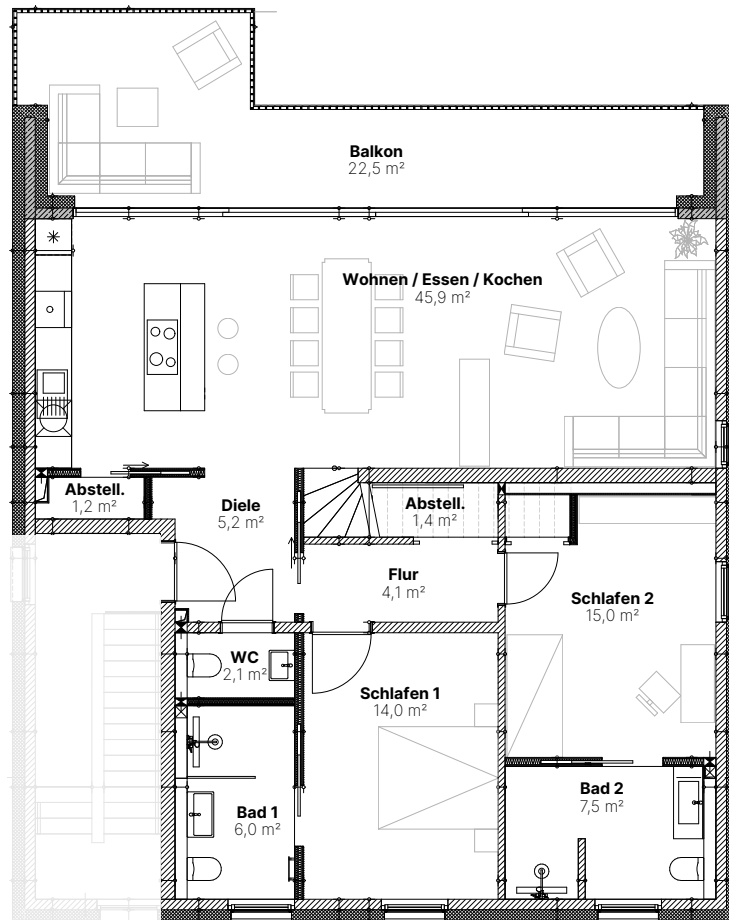 Balkon
22,5 m²
Wohnen / Essen / Kochen
45,9 m²
Abstell.
1,2 m²
Diele
5,2 m²
Abstell.
1,4 m²
Flur
4,1 m²
Schlafen 2
15,0 m²
WC
2,1 m²
Schlafen 1
14,0 m²
Bad 1
6,0 m²
Bad 2
7,5 m²